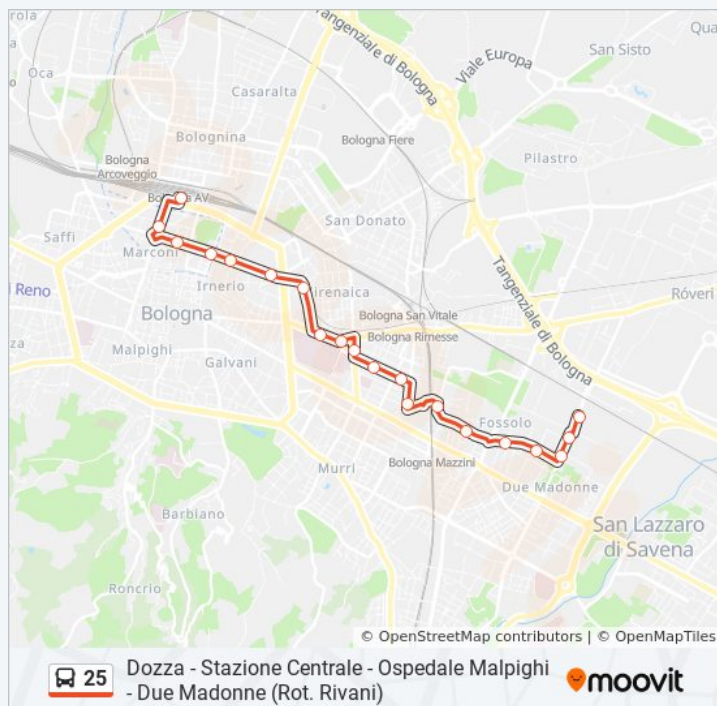 Qua
arola
Oca
Tangenziale di Bologna
Viale Europa
San Sisto
Casaralta
Bolognina
Bologna Fiere
Pilastro
Bologna
Arcoveggio
San Donato
Saffi
Marconi
Tangenziale di Bologna
i Reno
Irnerio
Róveri
Bologna
Bologna San Vitale
za
Malpighi
Bologna Rimesse
Galvani
Fossolo
Murri
Bologna Mazzini
Due Madonne
Barbiano
San Lazzaro
di Savena
Roncrio
© OpenStreetMap contributors | © OpenMapTiles
25
Dozza - Stazione Centrale - Ospedale Malpighi
- Due Madonne (Rot. Rivani)
moovit